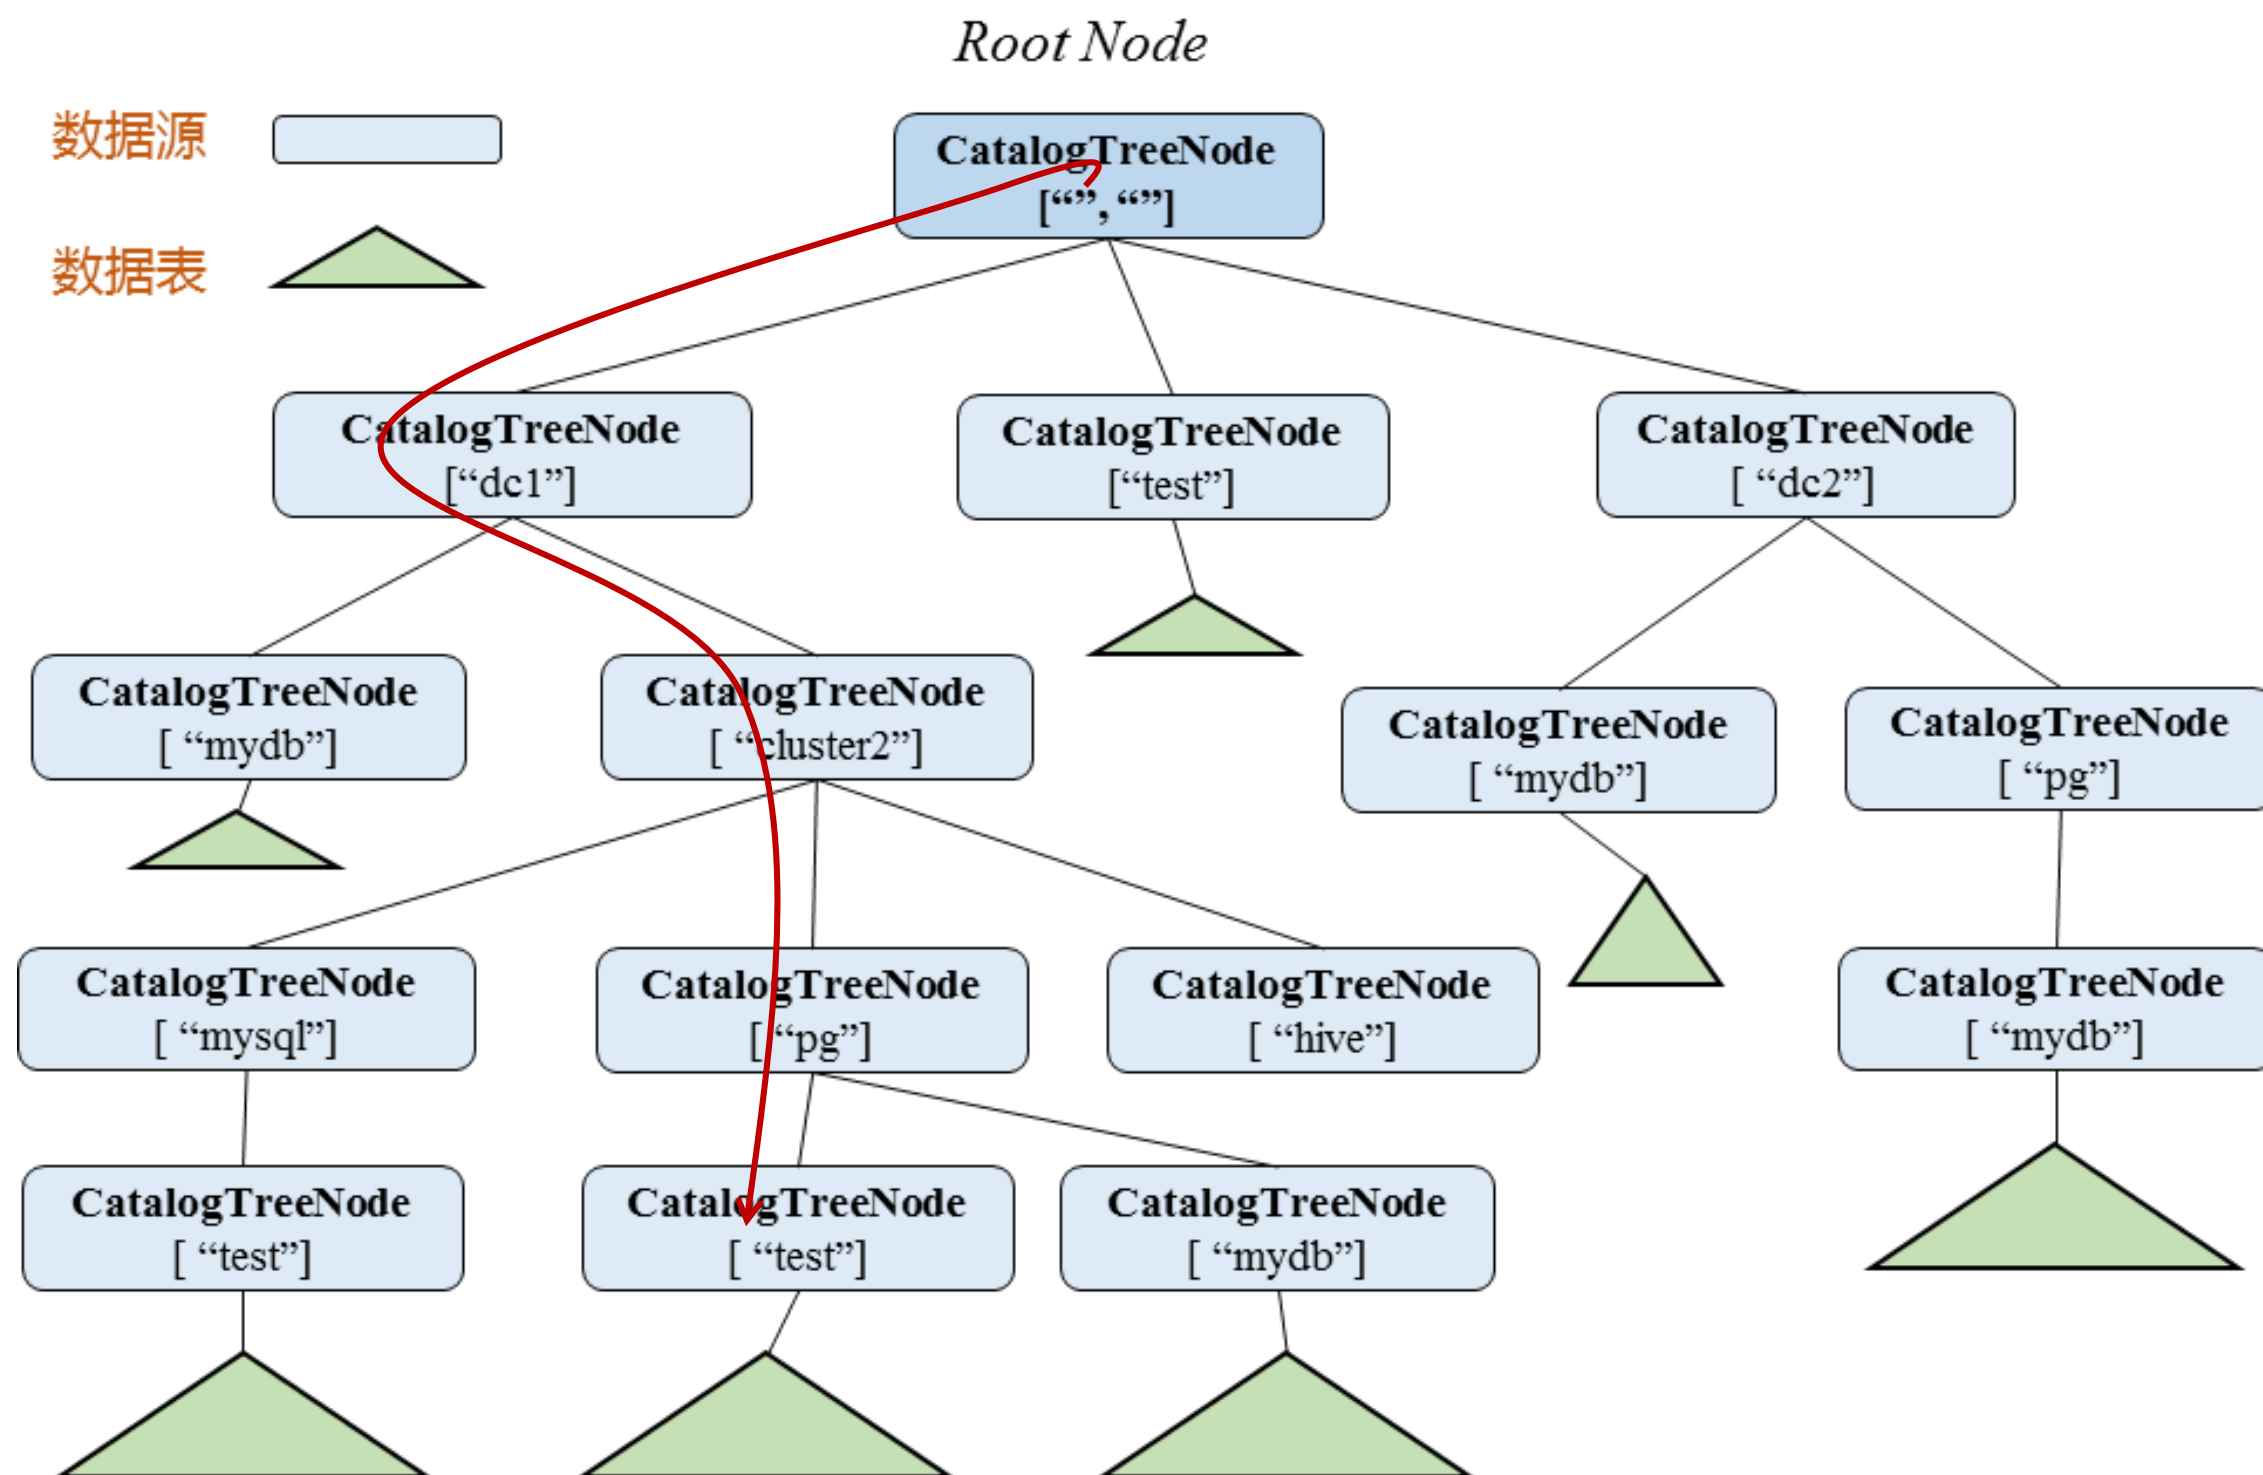 Root Node
数据源
数据表
CatalogTreeNode
[“”, “”]
CatalogTreeNode
[“dc1”]
CatalogTreeNode
[“test”]
CatalogTreeNode
[ “dc2”]
CatalogTreeNode
[ “mydb”]
CatalogTreeNode
[ “cluster2”]
CatalogTreeNode
[ “mydb”]
CatalogTreeNode
[ “pg”]
CatalogTreeNode
[ “mysql”]
CatalogTreeNode
[ “pg”]
CatalogTreeNode
[ “hive”]
CatalogTreeNode
[ “mydb”]
CatalogTreeNode
[ “test”]
CatalogTreeNode
[ “test”]
CatalogTreeNode
[ “mydb”]